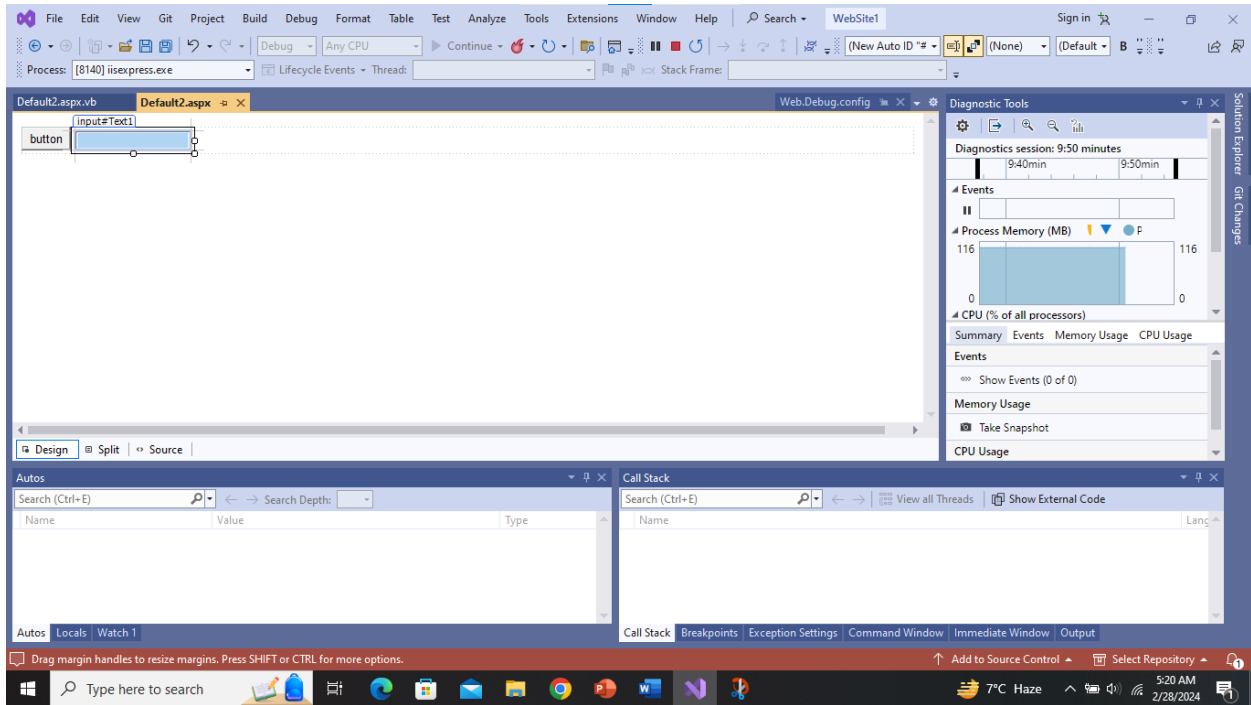 File Edit View Git Project Build Debug Format Table Test Analyze Tools Extensions Window Help Search WebSite1 Sign in
Debug Any CPU Continue (New Auto ID "# (None) (Default B
Process: [8140] iisexpress.exe Lifecycle Events Thread: Stack Frame:
Default2.aspx.vb Default2.aspx Web.Debug.config
input#Text1
button
Diagnostic Tools
Diagnostics session: 9:50 minutes
9:40min 9:50min
Events
Process Memory (MB) P
116 116
0 0
CPU (% of all processors)
Summary Events Memory Usage CPU Usage
Events
Show Events (0 of 0)
Memory Usage
Take Snapshot
CPU Usage
Solution Explorer
Git Changes
Design Split Source
Autos
Search (Ctrl+E) Search Depth:
Name Value Type
Autos Locals Watch 1
Call Stack
Search (Ctrl+E) View all Threads Show External Code
Name Lang
Call Stack Breakpoints Exception Settings Command Window Immediate Window Output
Drag margin handles to resize margins. Press SHIFT or CTRL for more options. Add to Source Control Select Repository 1
Type here to search 7°C Haze 5:20 AM
2/28/2024 1